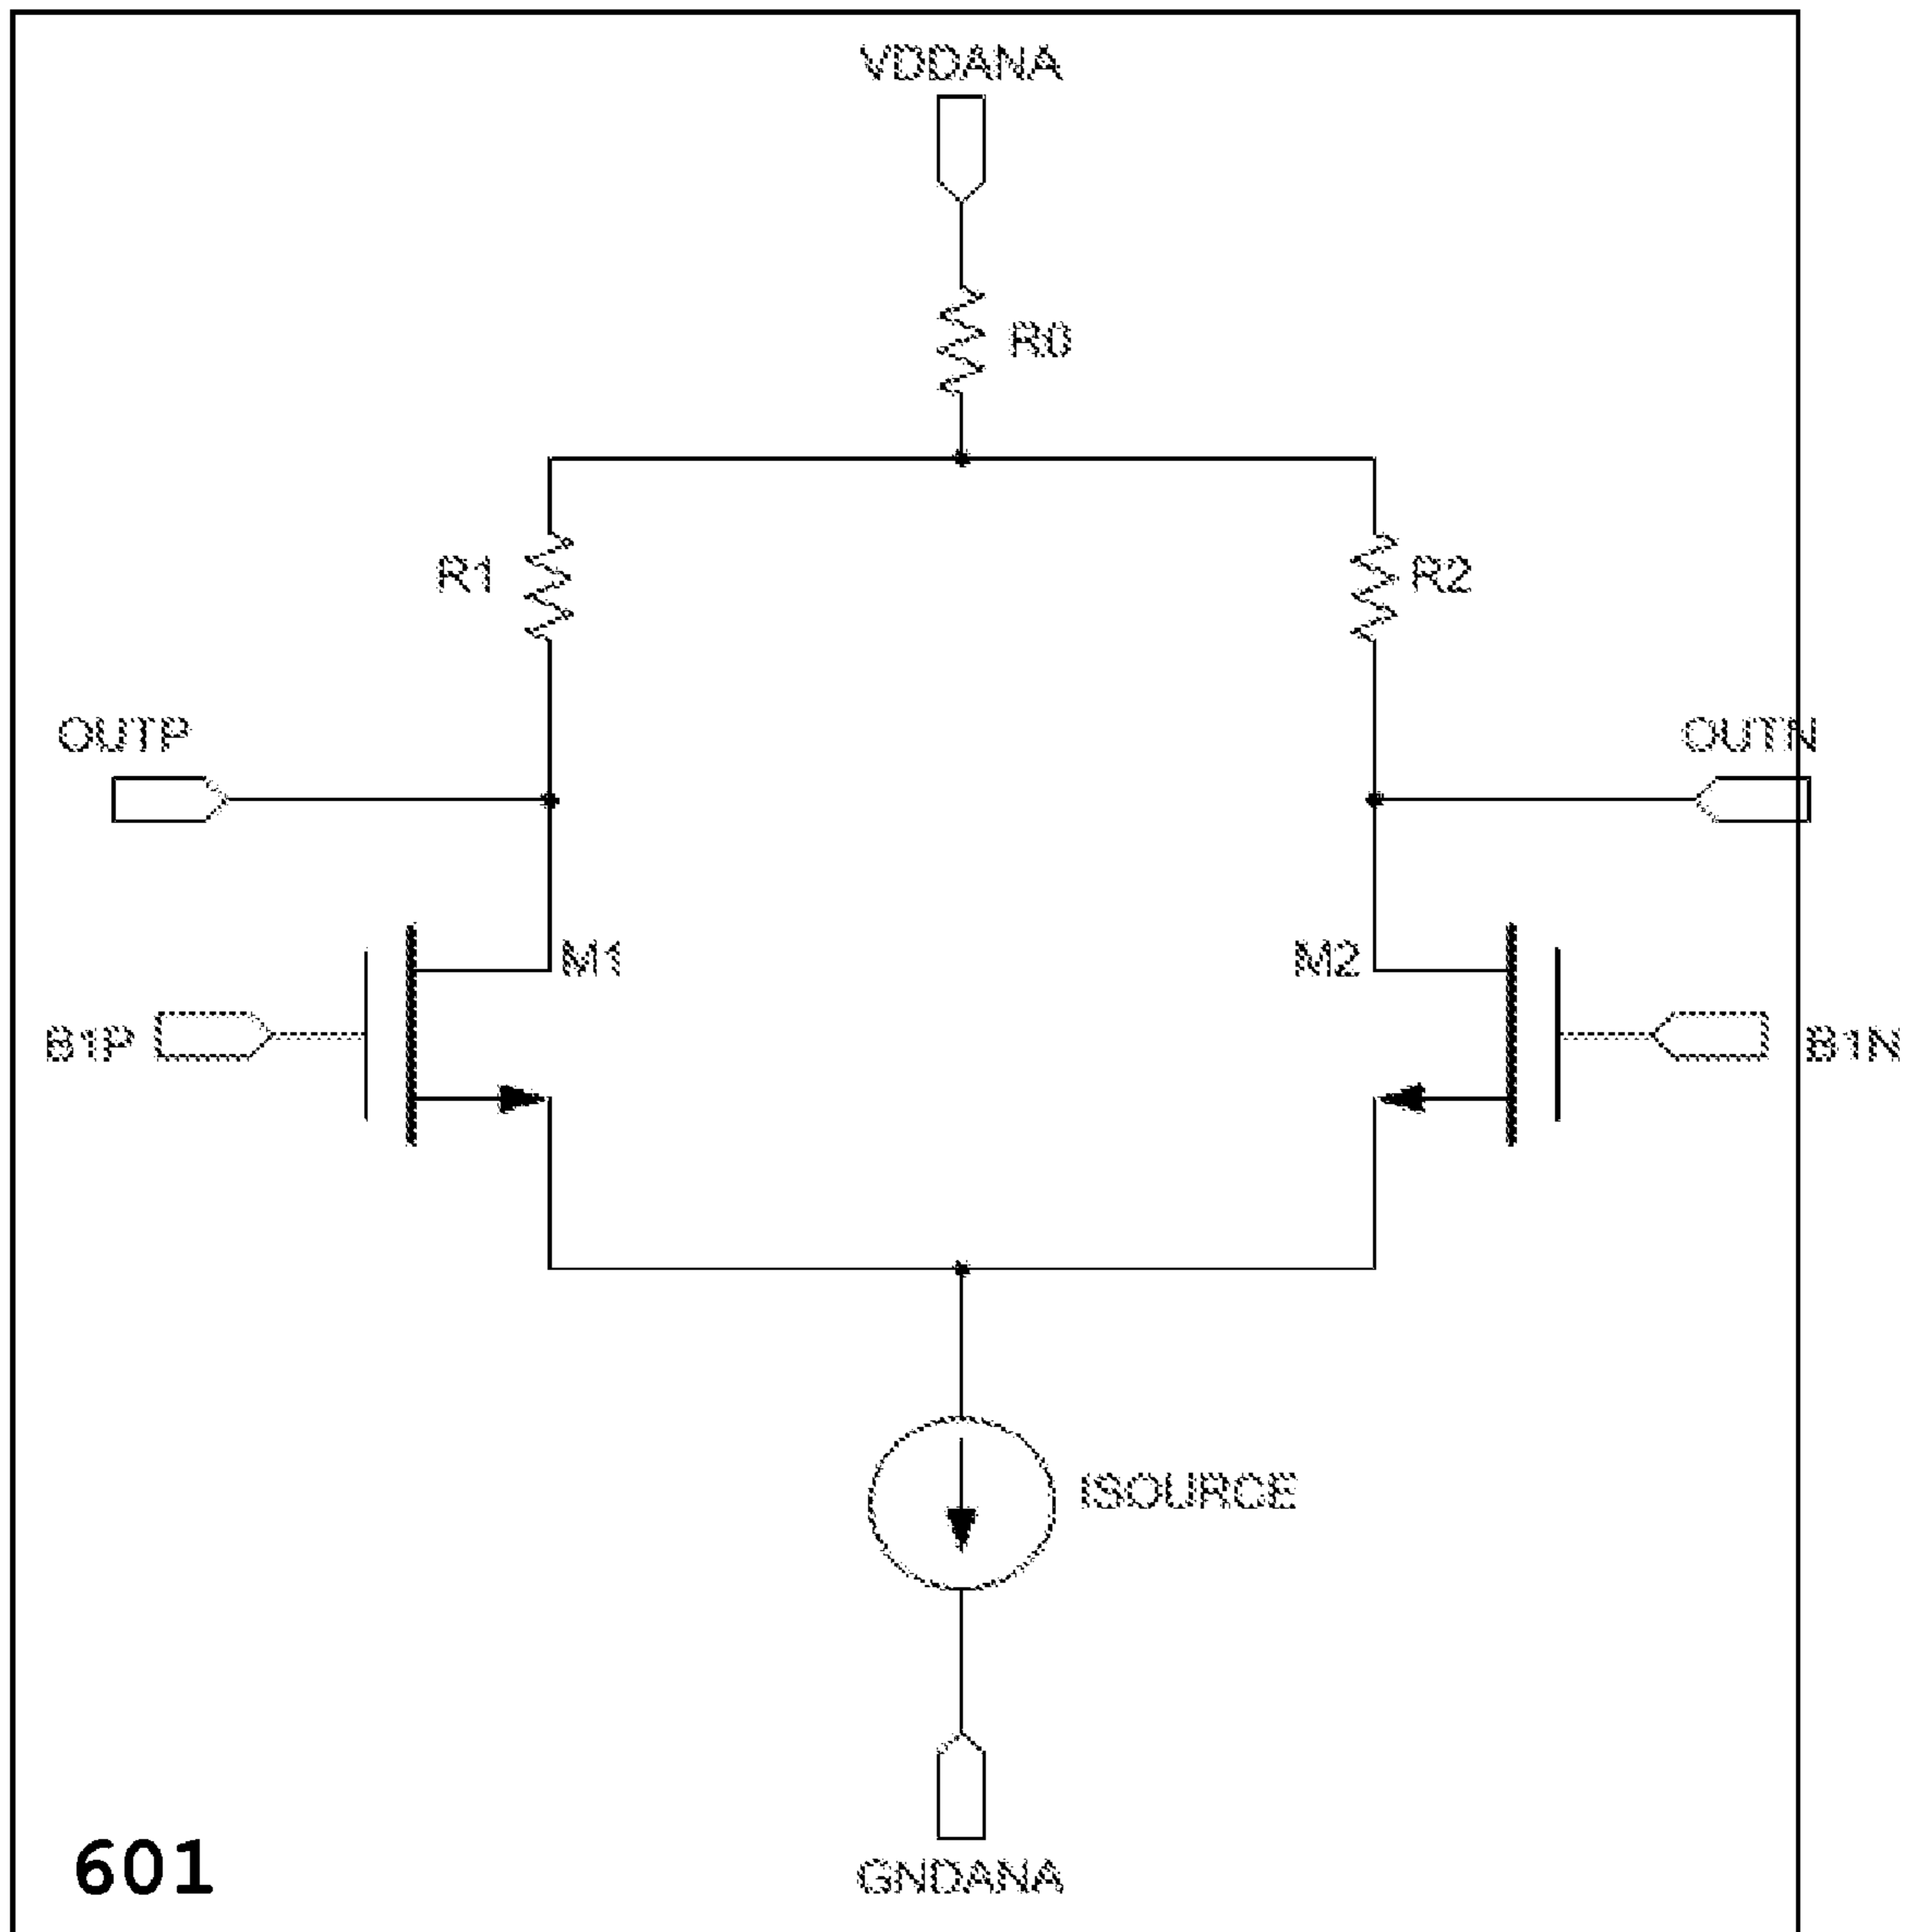 VDDANA
R0
R1
R2
OUTP
OUTN
M1
M2
B1P
B1N
ISOURCE
601
GNDANA